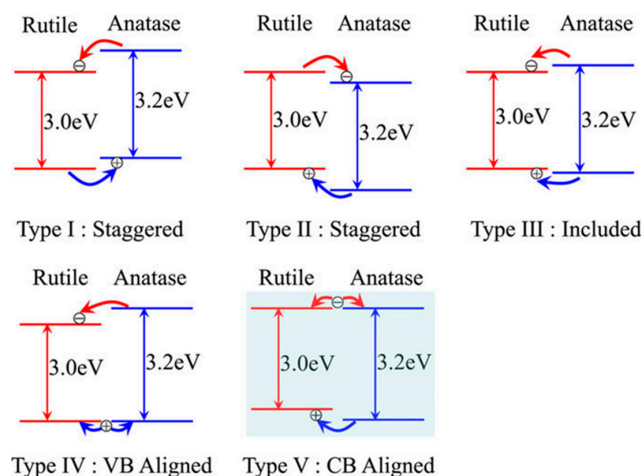 Rutile Anatase
3.0eV
3.2eV
⊖
⊕
Type I : Staggered
Rutile Anatase
3.0eV
3.2eV
⊖
⊕
Type II : Staggered
Rutile Anatase
3.0eV
3.2eV
⊖
⊕
Type III : Included
Rutile Anatase
3.0eV
3.2eV
⊖
⊕
Type IV : VB Aligned
Rutile Anatase
3.0eV
3.2eV
⊖
⊕
Type V : CB Aligned